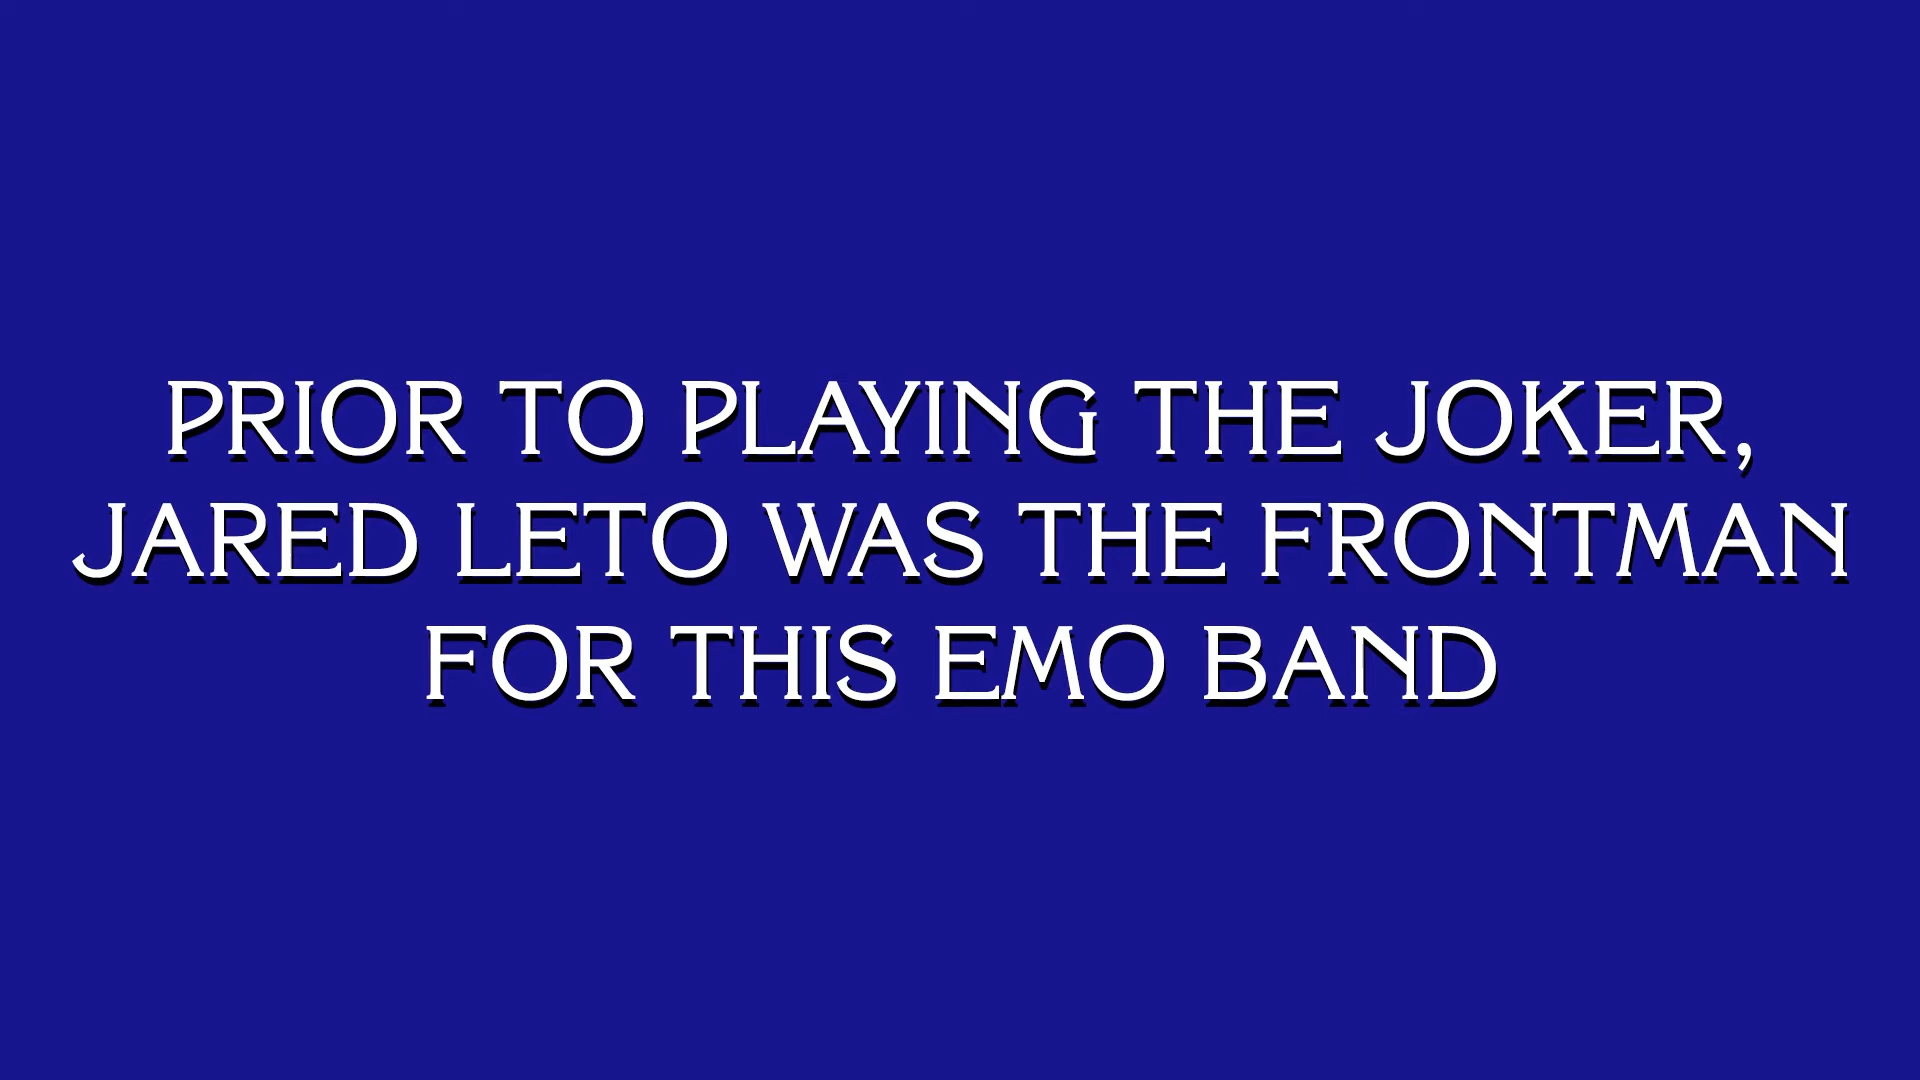 PRIOR TO PLAYING THE JOKER,
JARED LETO WAS THE FRONTMAN
FOR THIS EMO BAND